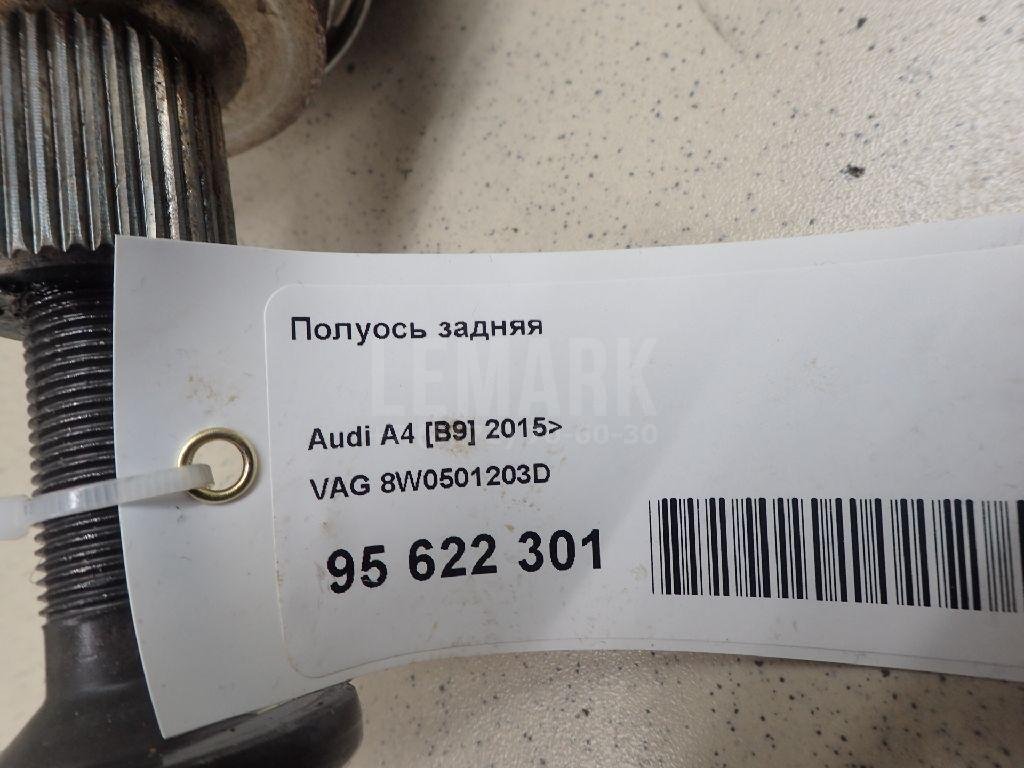 Полуось задняя
LEMARK
Audi A4 [B9] 2015>
VAG 8W0501203D
95 622 301